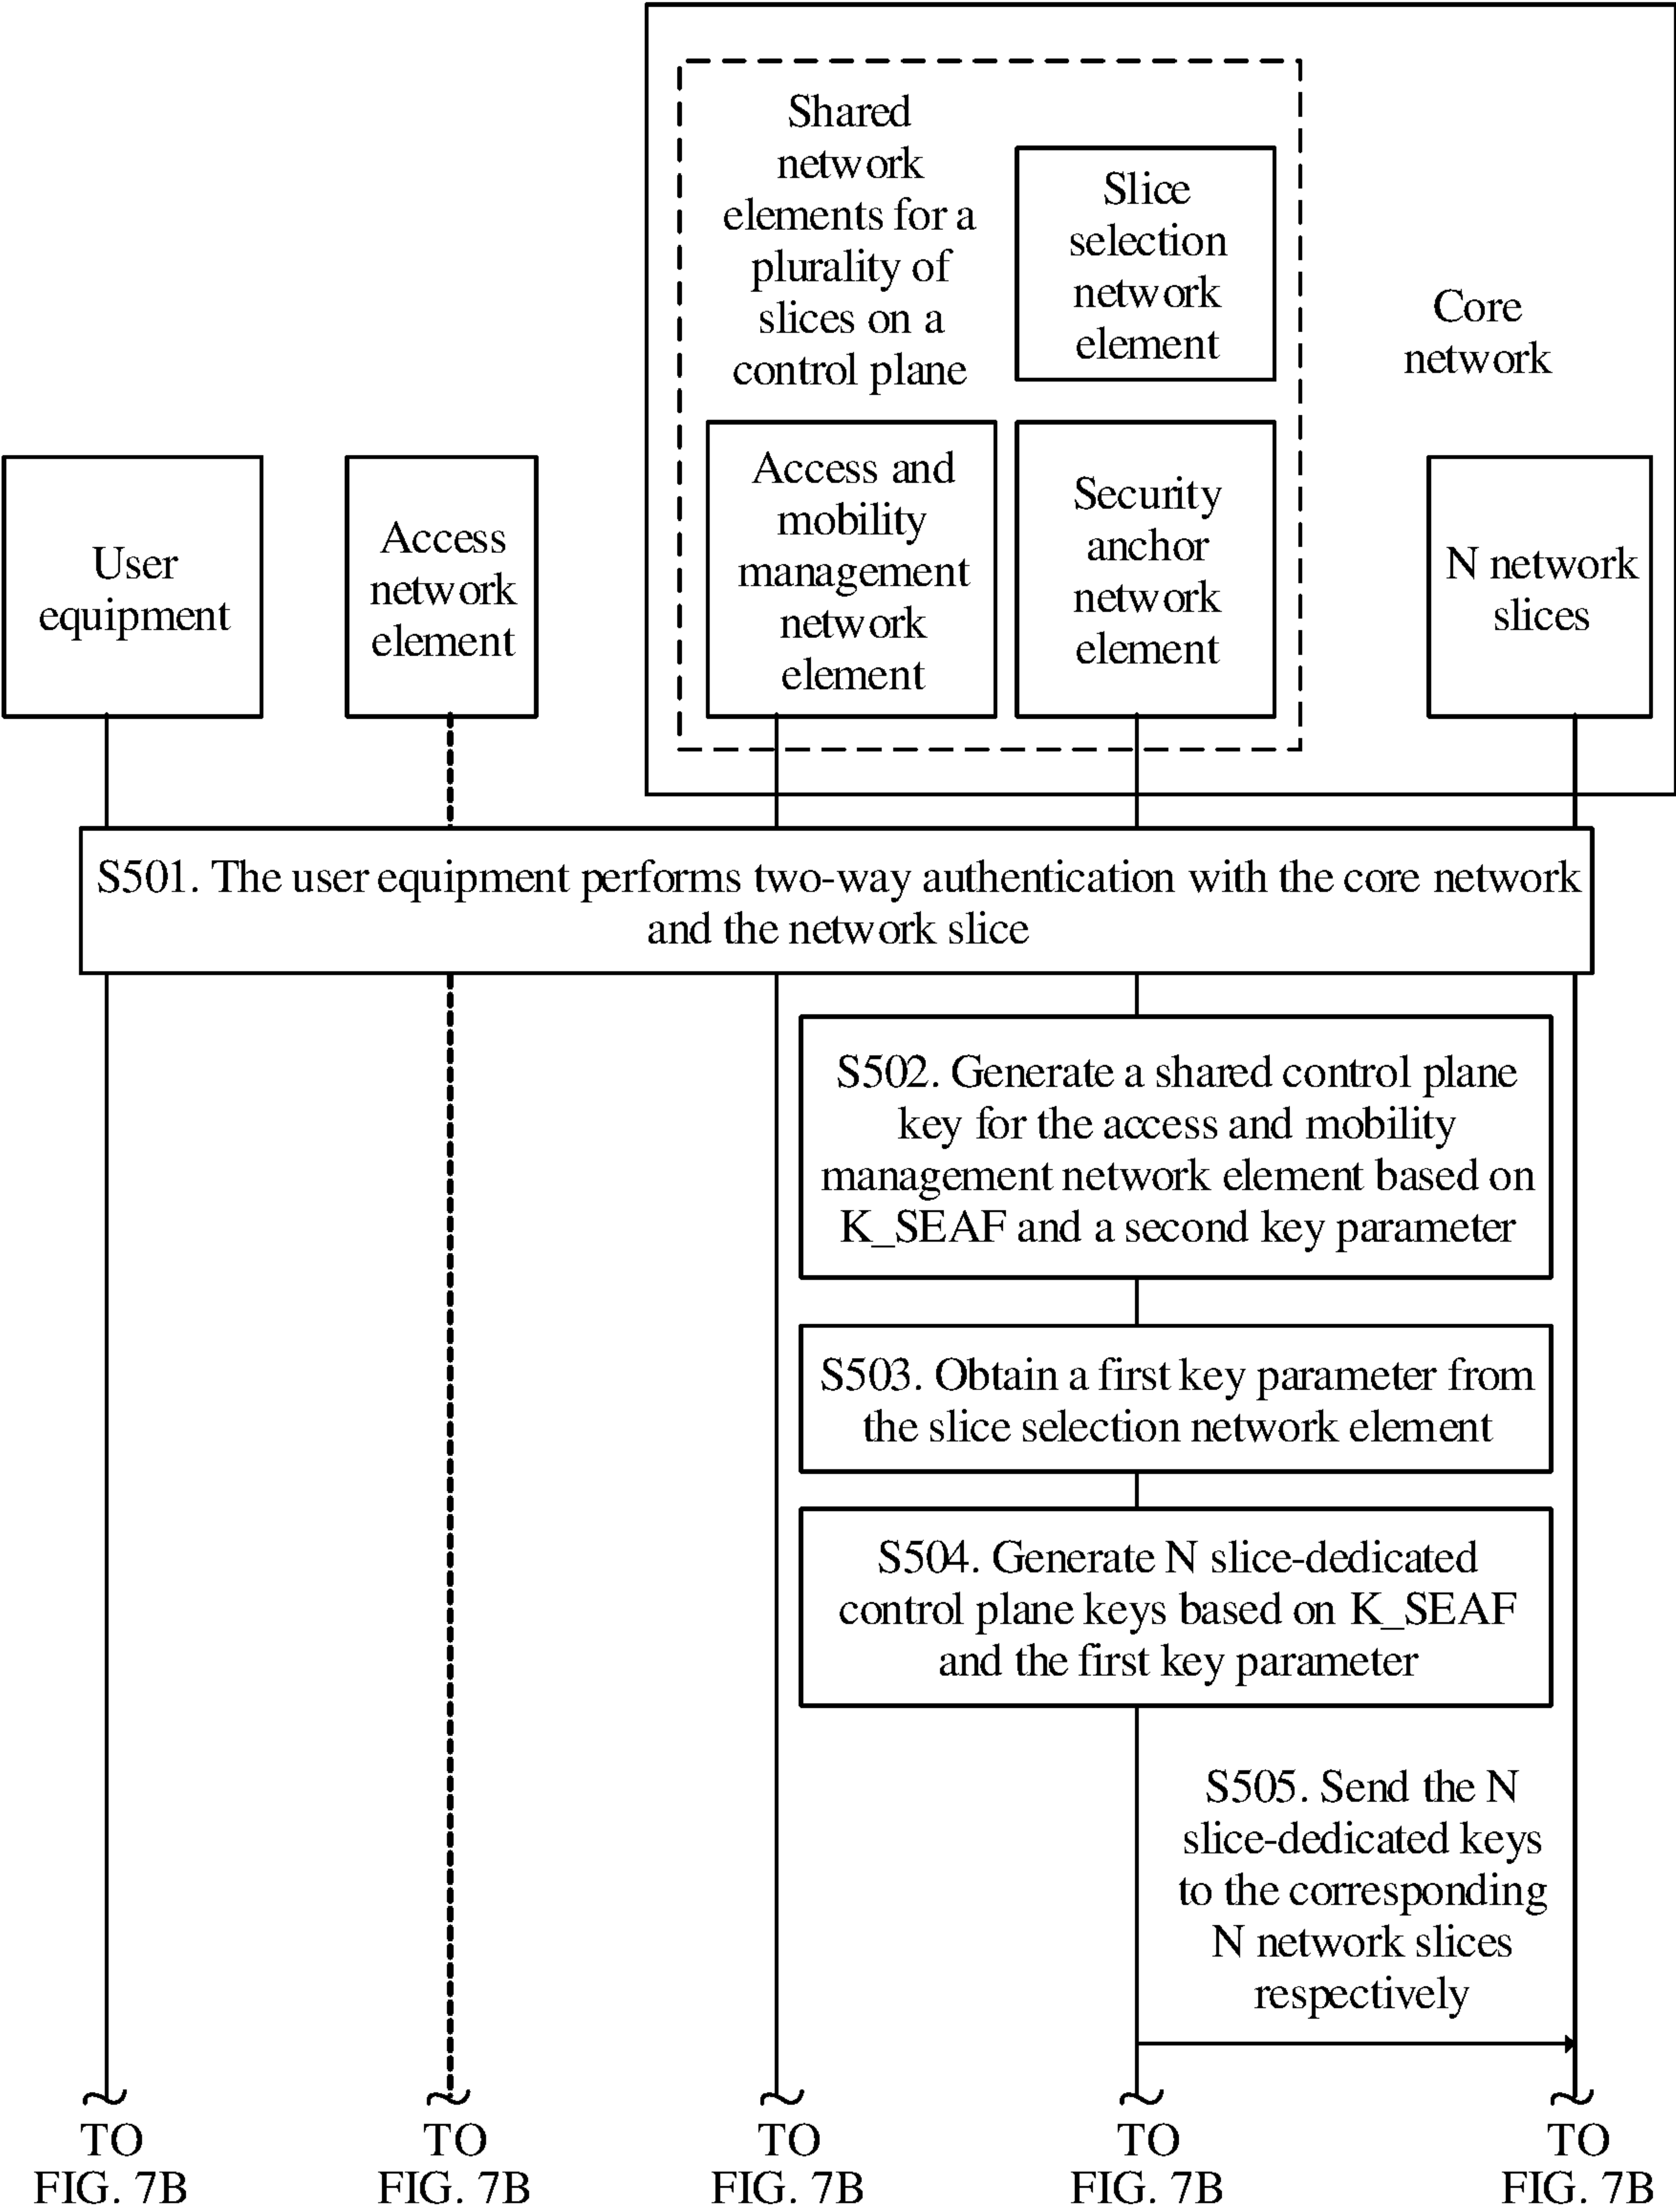 Shared
network
elements for a
plurality of
slices on a
control plane
Slice
selection
network
element
Core
network
User
equipment
Access
network
element
Access and
mobility
management
network
element
Security
anchor
network
element
N network
slices
S501. The user equipment performs two-way authentication with the core network
and the network slice
S502. Generate a shared control plane
key for the access and mobility
management network element based on
K_SEAF and a second key parameter
S503. Obtain a first key parameter from
the slice selection network element
S504. Generate N slice-dedicated
control plane keys based on K_SEAF
and the first key parameter
S505. Send the N
slice-dedicated keys
to the corresponding
N network slices
respectively
TO
FIG. 7B
TO
FIG. 7B
TO
FIG. 7B
TO
FIG. 7B
TO
FIG. 7B